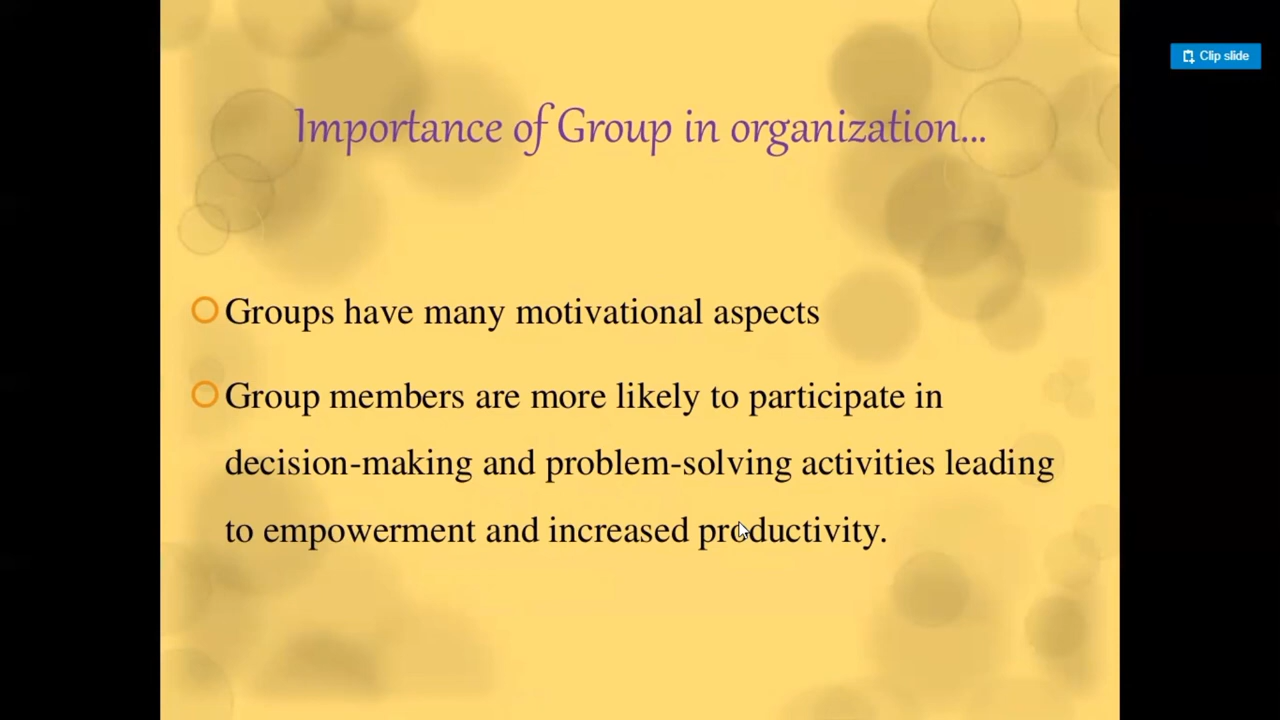 Clip slide
Importance of Group in organization...
Groups have many motivational aspects
Group members are more likely to participate in
decision-making and problem-solving activities leading
to empowerment and increased productivity.